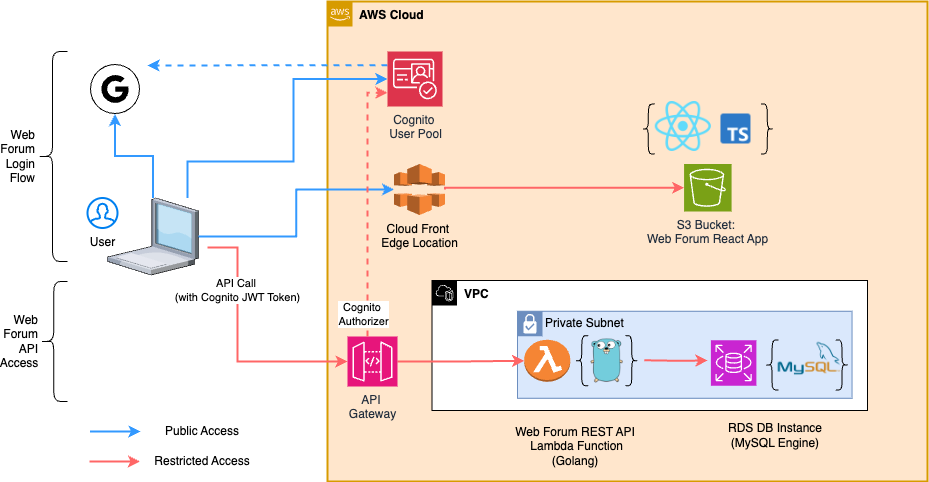 aws
AWS Cloud
G
Web
Forum
Login
Flow
Cognito
User Pool
TS
User
Cloud Front
Edge Location
S3 Bucket:
Web Forum React App
API Call
(with Cognito JWT Token)
Web
Forum
API
Access
Cognito
Authorizer
VPC
Private Subnet
MySQL
API
Gateway
Web Forum REST API
Lambda Function
(Golang)
RDS DB Instance
(MySQL Engine)
Public Access
Restricted Access